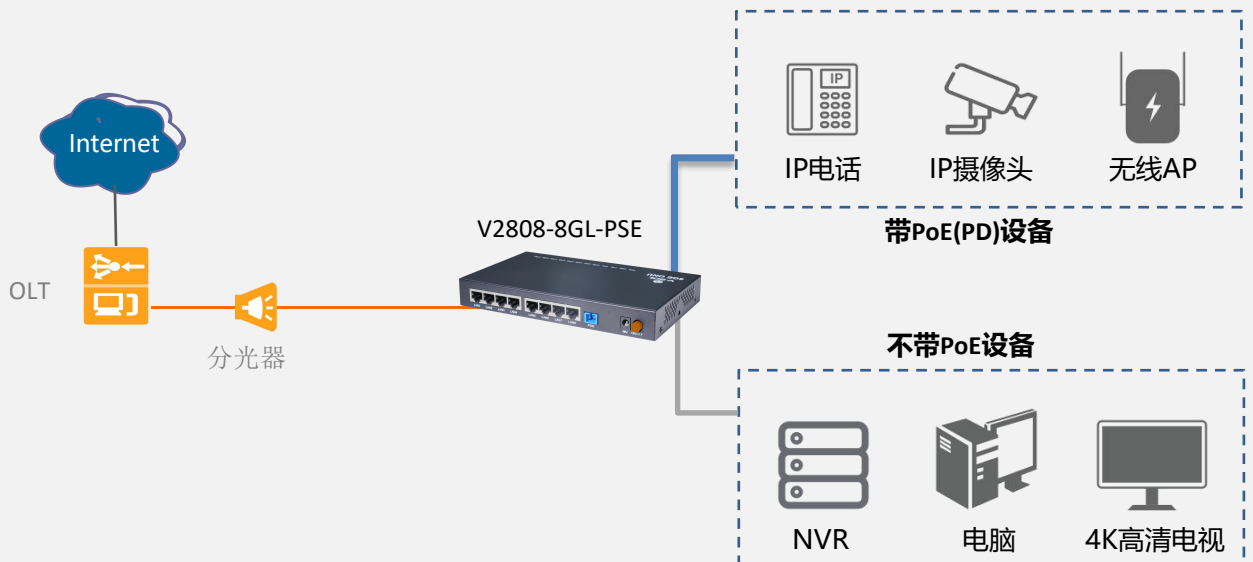 Internet
OLT
分光器
V2808-8GL-PSE
IP
IP电话
IP摄像头
无线AP
带PoE(PD)设备
不带PoE设备
NVR
电脑
4K高清电视